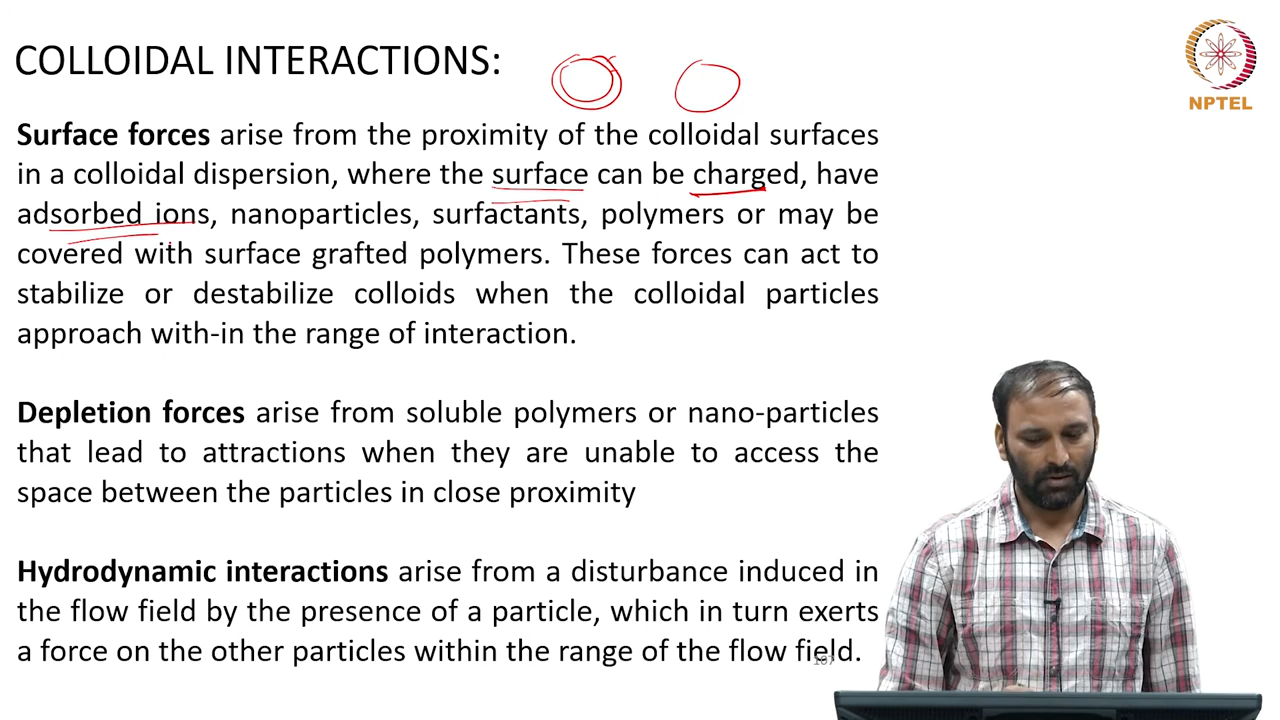 COLLOIDAL INTERACTIONS:
NPTEL
Surface forces arise from the proximity of the colloidal surfaces
in a colloidal dispersion, where the surface can be charged, have
adsorbed ions, nanoparticles, surfactants, polymers or may be
covered with surface grafted polymers. These forces can act to
stabilize or destabilize colloids when the colloidal particles
approach with-in the range of interaction.
Depletion forces arise from soluble polymers or nano-particles
that lead to attractions when they are unable to access the
space between the particles in close proximity
Hydrodynamic interactions arise from a disturbance induced in
the flow field by the presence of a particle, which in turn exerts
a force on the other particles within the range of the flow field.